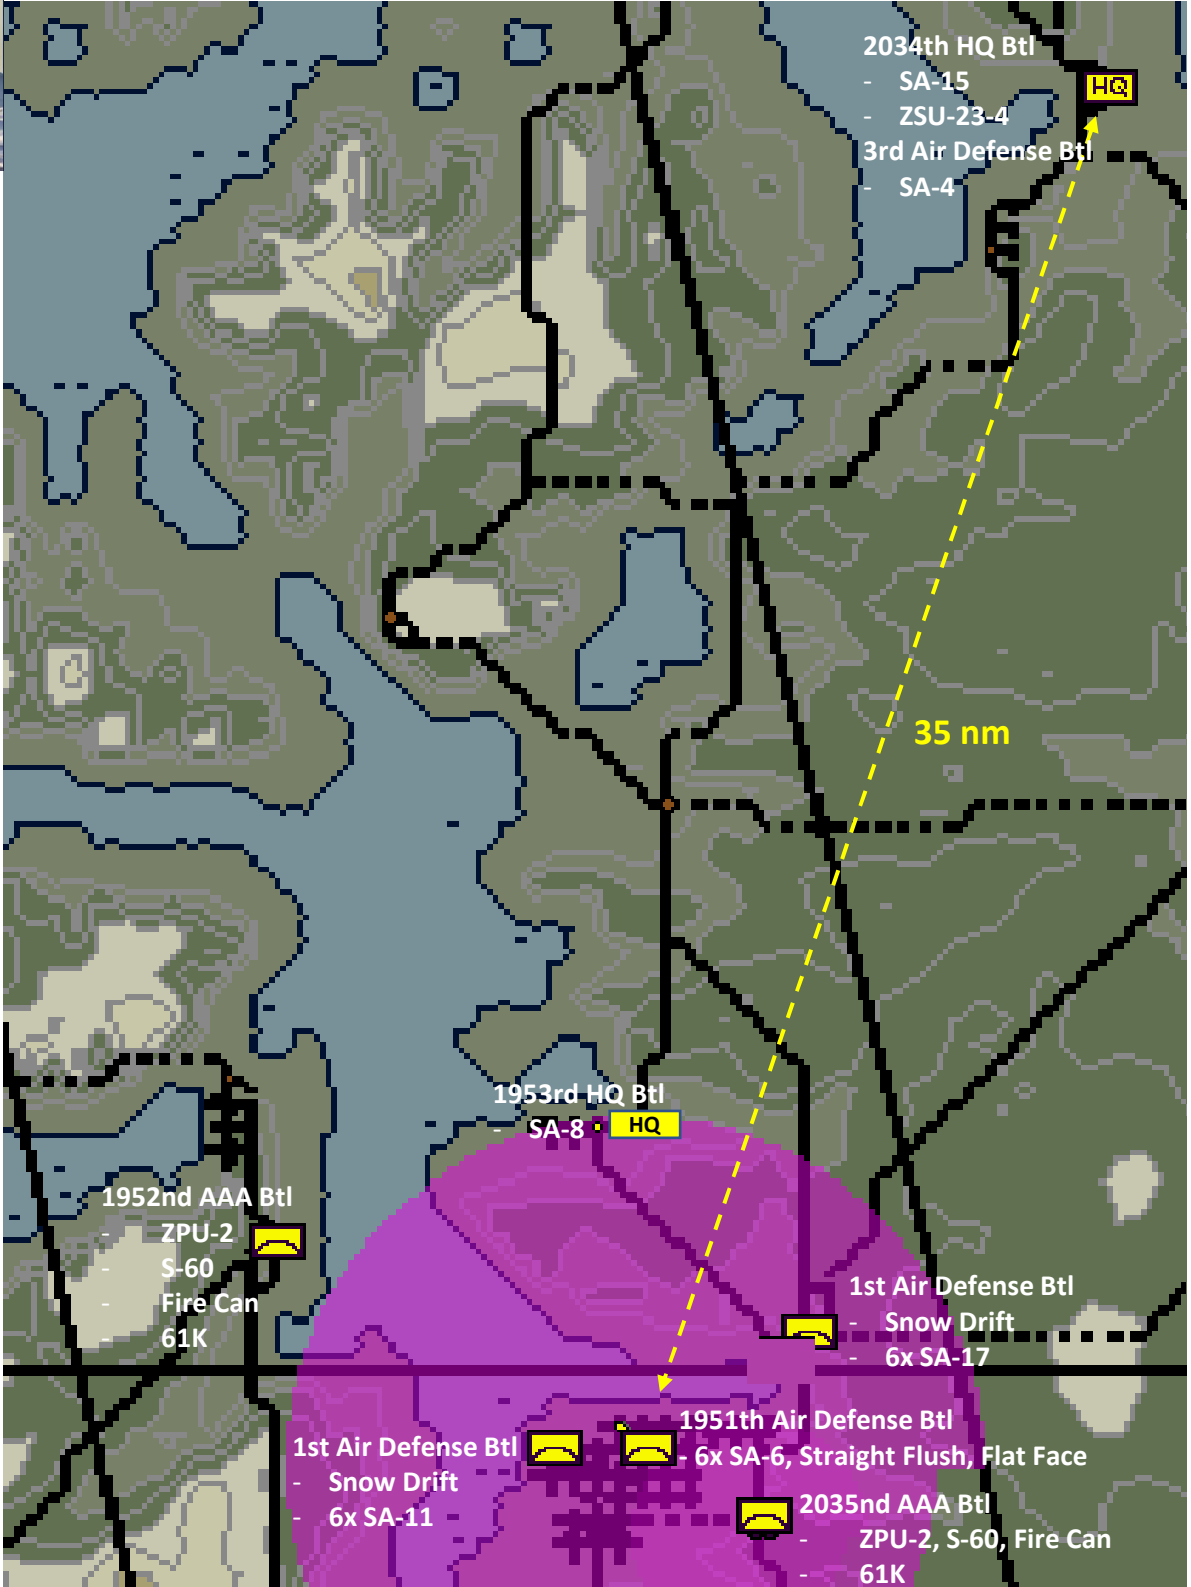 2034th HQ Btl
- SA-15
- ZSU-23-4
3rd Air Defense Btl
- SA-4
HQ
35 nm
1953rd HQ Btl
- SA-8
HQ
1952nd AAA Btl
- ZPU-2
- S-60
- Fire Can
- 61K
1st Air Defense Btl
- Snow Drift
- 6x SA-17
1951th Air Defense Btl
- 6x SA-6, Straight Flush, Flat Face
1st Air Defense Btl
- Snow Drift
- 6x SA-11
2035nd AAA Btl
- ZPU-2, S-60, Fire Can
- 61K